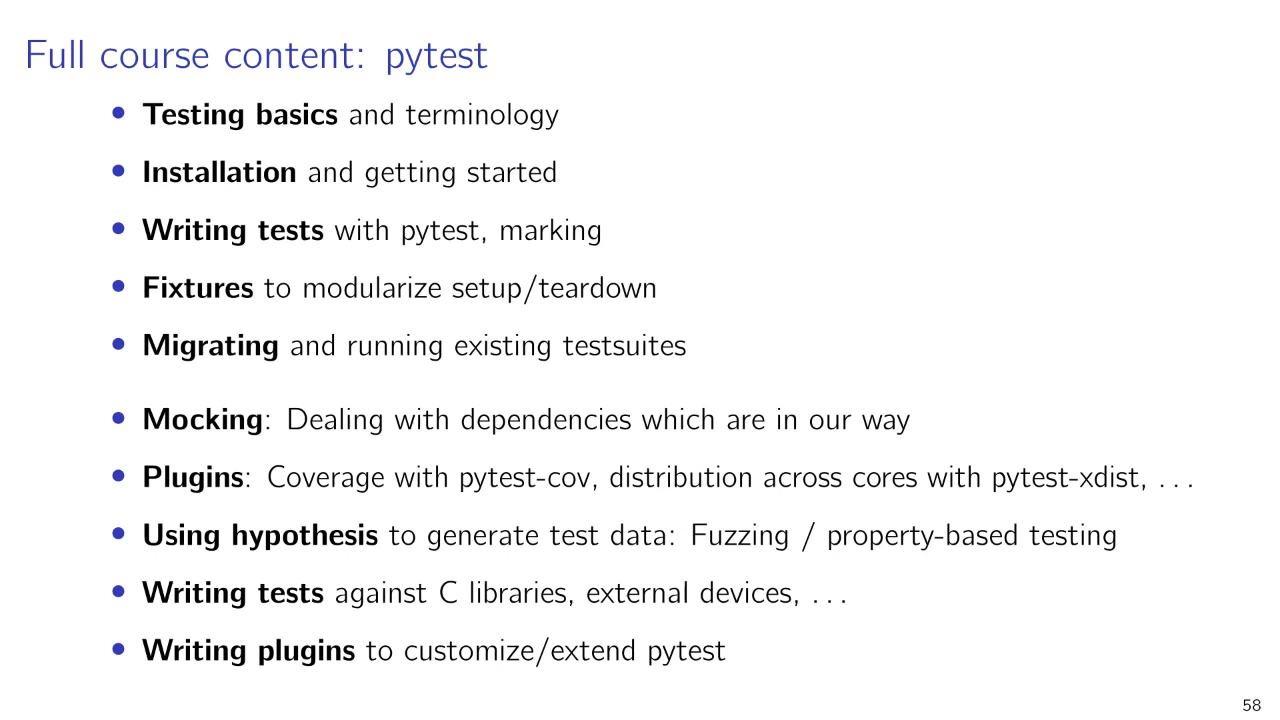 Full course content: pytest
• Testing basics and terminology
• Installation and getting started
• Writing tests with pytest, marking
• Fixtures to modularize setup/teardown
• Migrating and running existing testsuites
• Mocking: Dealing with dependencies which are in our way
• Plugins: Coverage with pytest-cov, distribution across cores with pytest-xdist, ...
• Using hypothesis to generate test data: Fuzzing / property-based testing
• Writing tests against C libraries, external devices, ...
• Writing plugins to customize/extend pytest
58